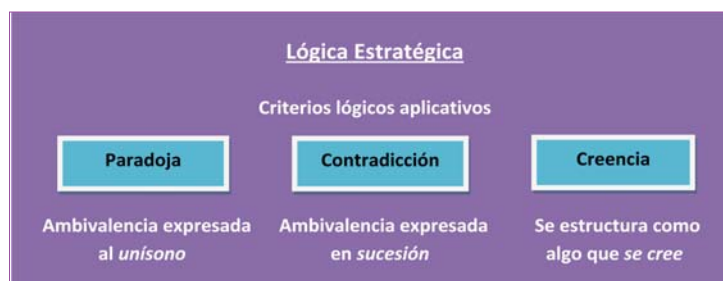 Lógica Estratégica
Criterios lógicos aplicativos
Paradoja
Contradicción
Creencia
Ambivalencia expresada
al unísono
Ambivalencia expresada
en sucesión
Se estructura como
algo que se cree